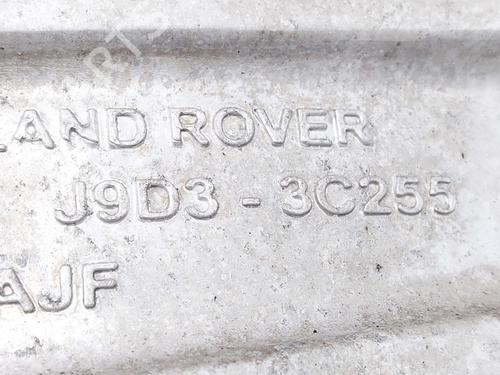 LAND ROVER
J9D3 - 3C255
AJF